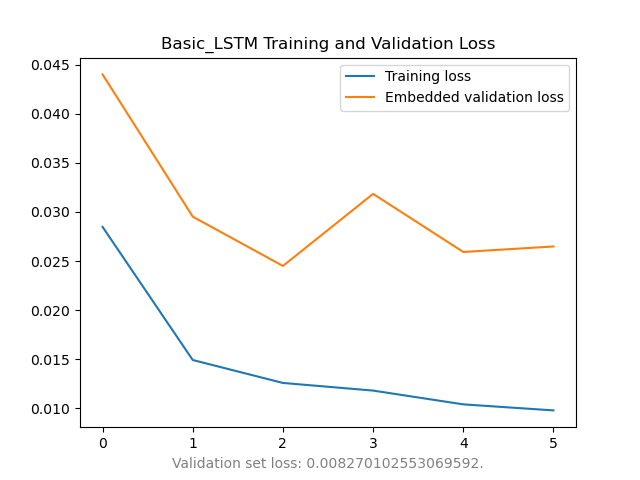 Basic_LSTM Training and Validation Loss
Training loss
Embedded validation loss
0.045
0.040
0.035
0.030
0.025
0.020
0.015
0.010
0 1 2 3 4 5
Validation set loss: 0.008270102553069592.